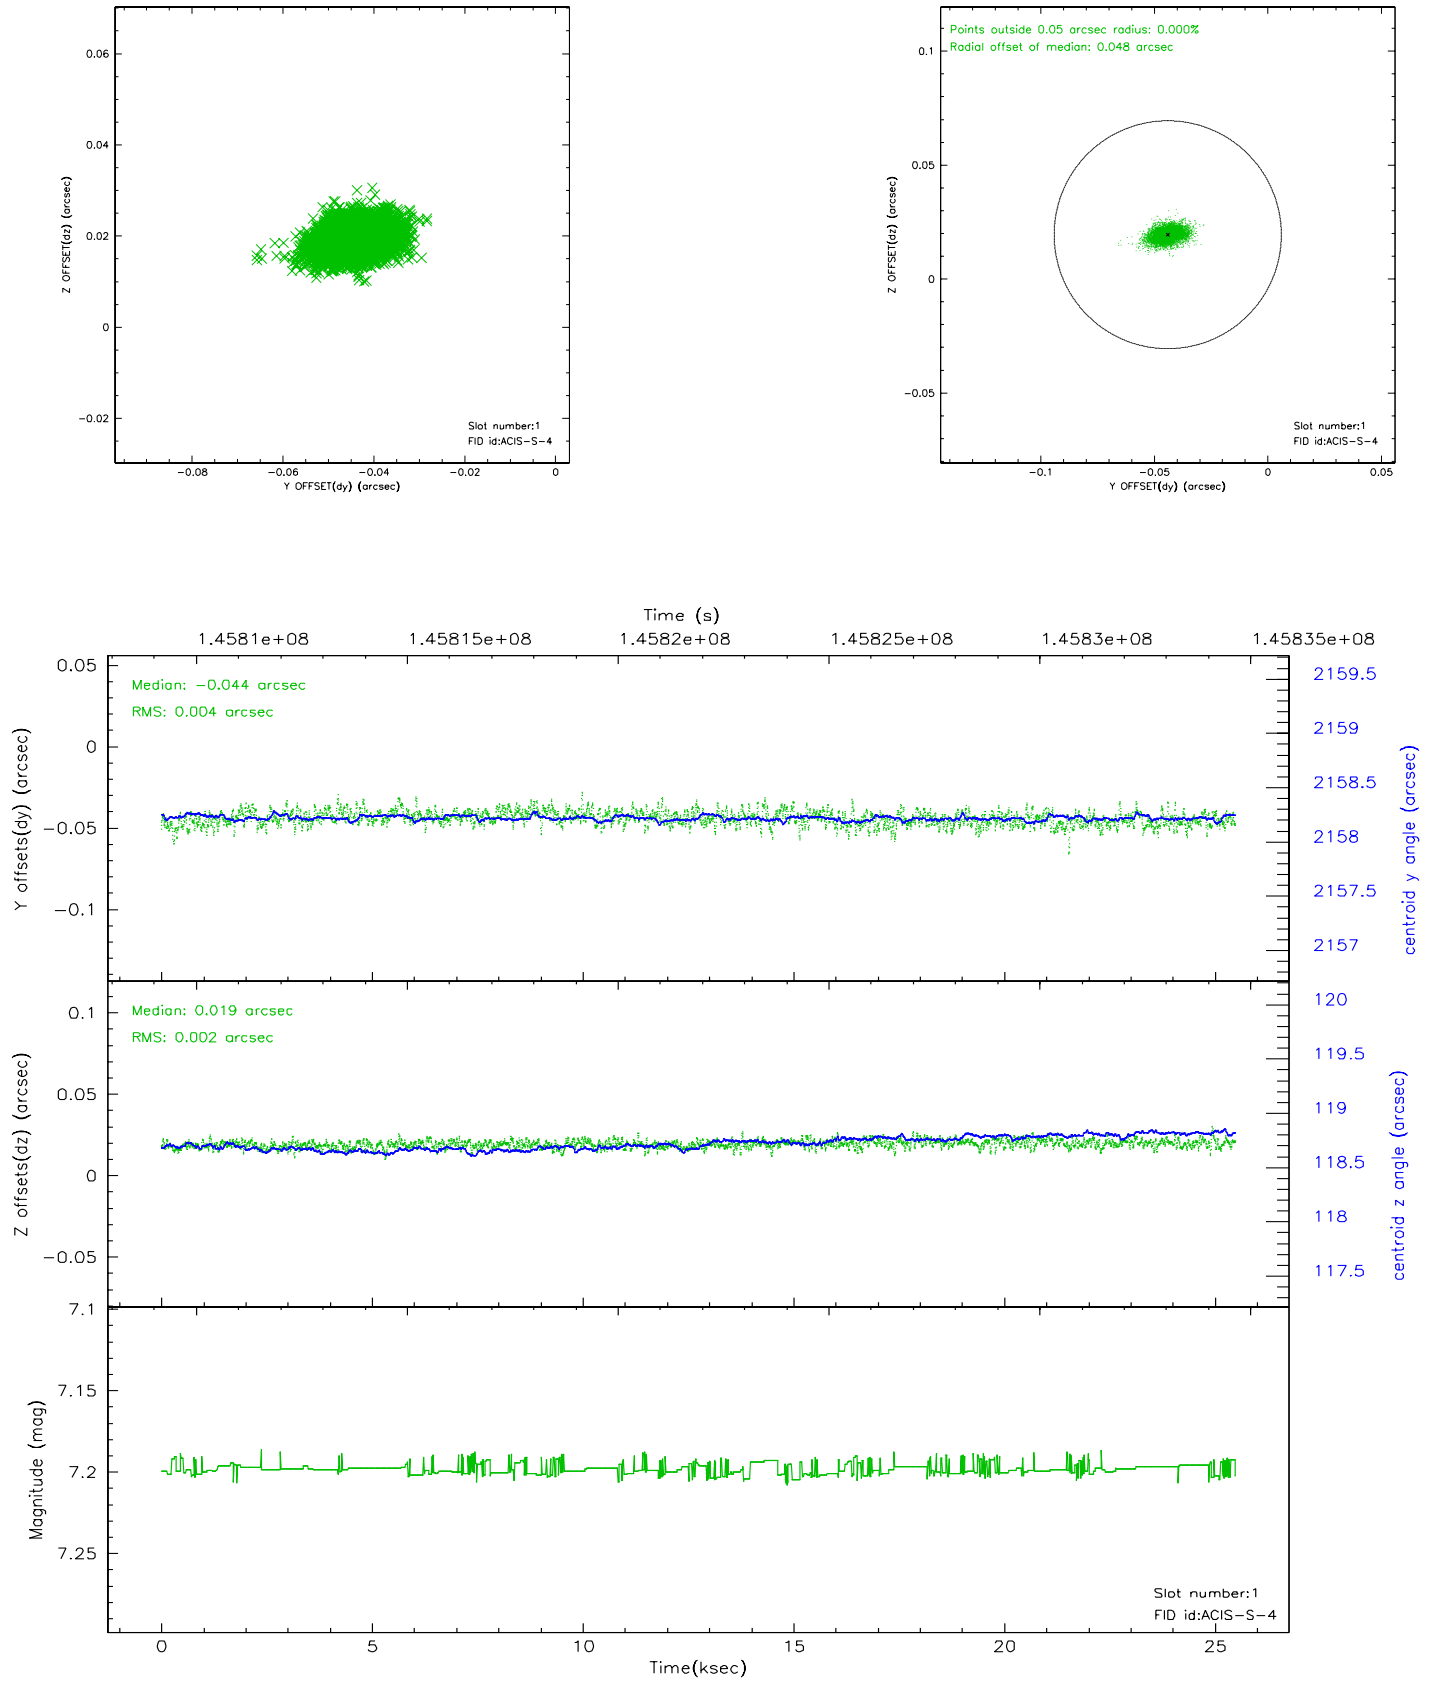 0.06
0.04
0.02
0
−0.02
Z OFFSET(dz) (arcsec)
Slot number:1
FID id:ACIS−S−4
−0.08
−0.06
−0.04
−0.02
0
Y OFFSET(dy) (arcsec)
Points outside 0.05 arcsec radius: 0.000%
Radial offset of median: 0.048 arcsec
0.1
0.05
0
−0.05
Z OFFSET(dz) (arcsec)
Slot number:1
FID id:ACIS−S−4
−0.1
−0.05
0
0.05
Y OFFSET(dy) (arcsec)
Time (s)
1.4581e+08
1.45815e+08
1.4582e+08
1.45825e+08
1.4583e+08
1.45835e+08
Median: −0.044 arcsec
RMS: 0.004 arcsec
0.05
0
−0.05
−0.1
Y offsets(dy) (arcsec)
2159.5
2159
2158.5
2158
2157.5
2157
centroid y angle (arcsec)
Median: 0.019 arcsec
RMS: 0.002 arcsec
0.1
0.05
0
−0.05
Z offsets(dz) (arcsec)
120
119.5
119
118.5
118
117.5
centroid z angle (arcsec)
7.1
7.15
7.2
7.25
Magnitude (mag)
Slot number:1
FID id:ACIS−S−4
0
5
10
15
20
25
Time(ksec)